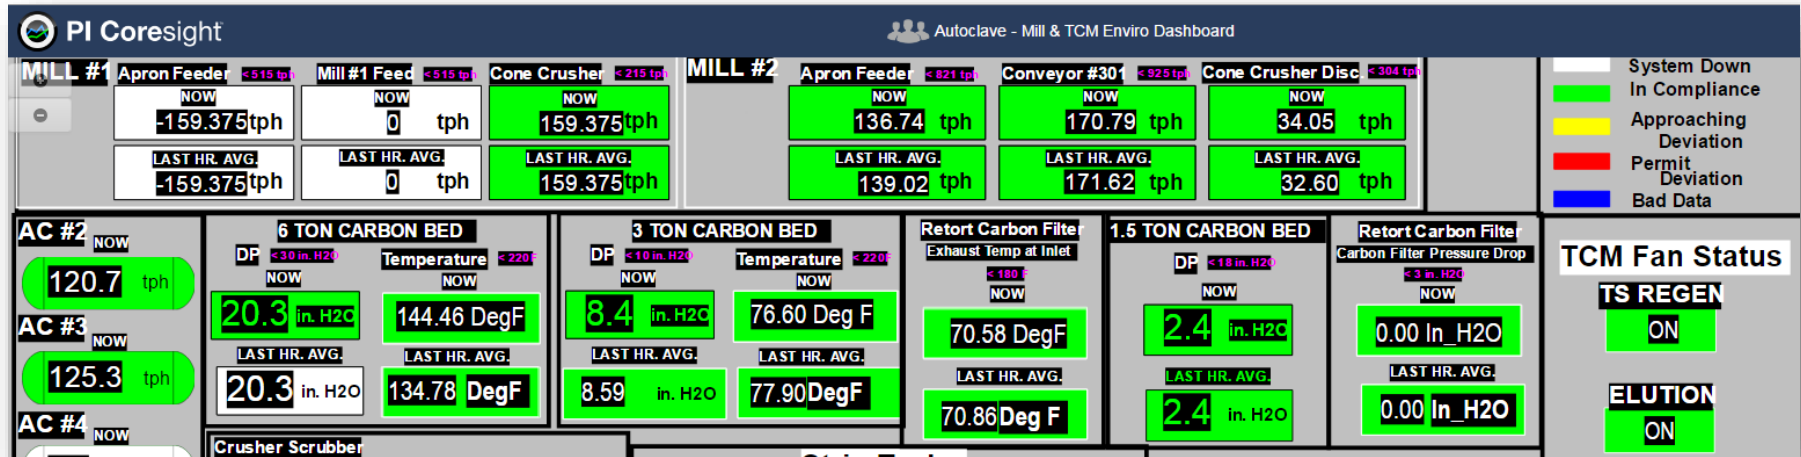 PI Coresight
Autoclave - Mill & TCM Enviro Dashboard
MILL #1
Apron Feeder < 515 tph
NOW
-159.375 tph
LAST HR. AVG.
-159.375 tph
Mill #1 Feed < 515 tph
NOW
0 tph
LAST HR. AVG.
0 tph
Cone Crusher < 215 tph
NOW
159.375 tph
LAST HR. AVG.
159.375 tph
MILL #2
Apron Feeder < 821 tph
NOW
136.74 tph
LAST HR. AVG.
139.02 tph
Conveyor #301 < 925 tph
NOW
170.79 tph
LAST HR. AVG.
171.62 tph
Cone Crusher Disc. < 304 tph
NOW
34.05 tph
LAST HR. AVG.
32.60 tph
System Down
In Compliance
Approaching
Deviation
Permit
Deviation
Bad Data
AC #2 NOW
120.7 tph
AC #3 NOW
125.3 tph
AC #4 NOW
6 TON CARBON BED
DP < 30 in. H2O
NOW
20.3 in. H2O
LAST HR. AVG.
20.3 in. H2O
Temperature < 220F
NOW
144.46 DegF
LAST HR. AVG.
134.78 DegF
3 TON CARBON BED
DP < 10 in. H2O
NOW
8.4 in. H2O
LAST HR. AVG.
8.59 in. H2O
Temperature < 220F
NOW
76.60 Deg F
LAST HR. AVG.
77.90 DegF
Retort Carbon Filter
Exhaust Temp at Inlet
< 180 F
NOW
70.58 DegF
LAST HR. AVG.
70.86 Deg F
1.5 TON CARBON BED
DP < 18 in. H2O
NOW
2.4 in. H2O
LAST HR. AVG.
2.4 in. H2O
Retort Carbon Filter
Carbon Filter Pressure Drop
< 3 in. H2O
NOW
0.00 In_H2O
LAST HR. AVG.
0.00 In_H2O
TCM Fan Status
TS REGEN
ON
ELUTION
ON
Crusher Scrubber